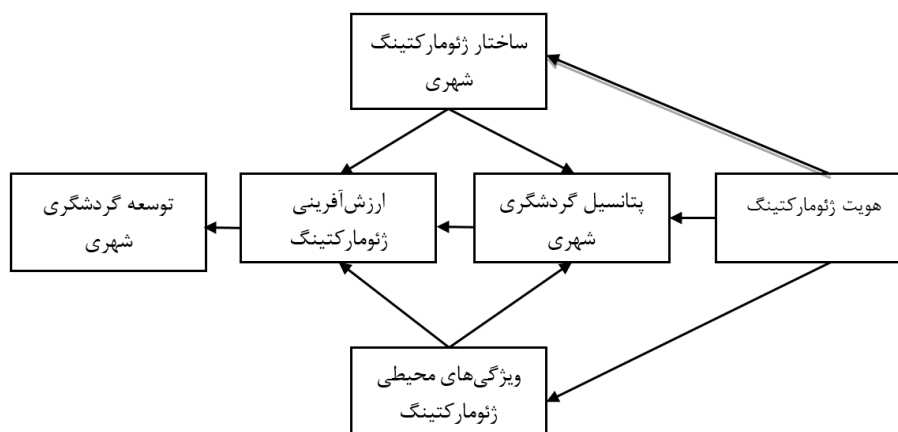 ساختار ژئومارکتینگ
شهری
هویت ژئومارکتینگ
پتانسیل گردشگری
شهری
ارزش‌آفرینی
ژئومارکتینگ
توسعه گردشگری
شهری
ویژگی‌های محیطی
ژئومارکتینگ